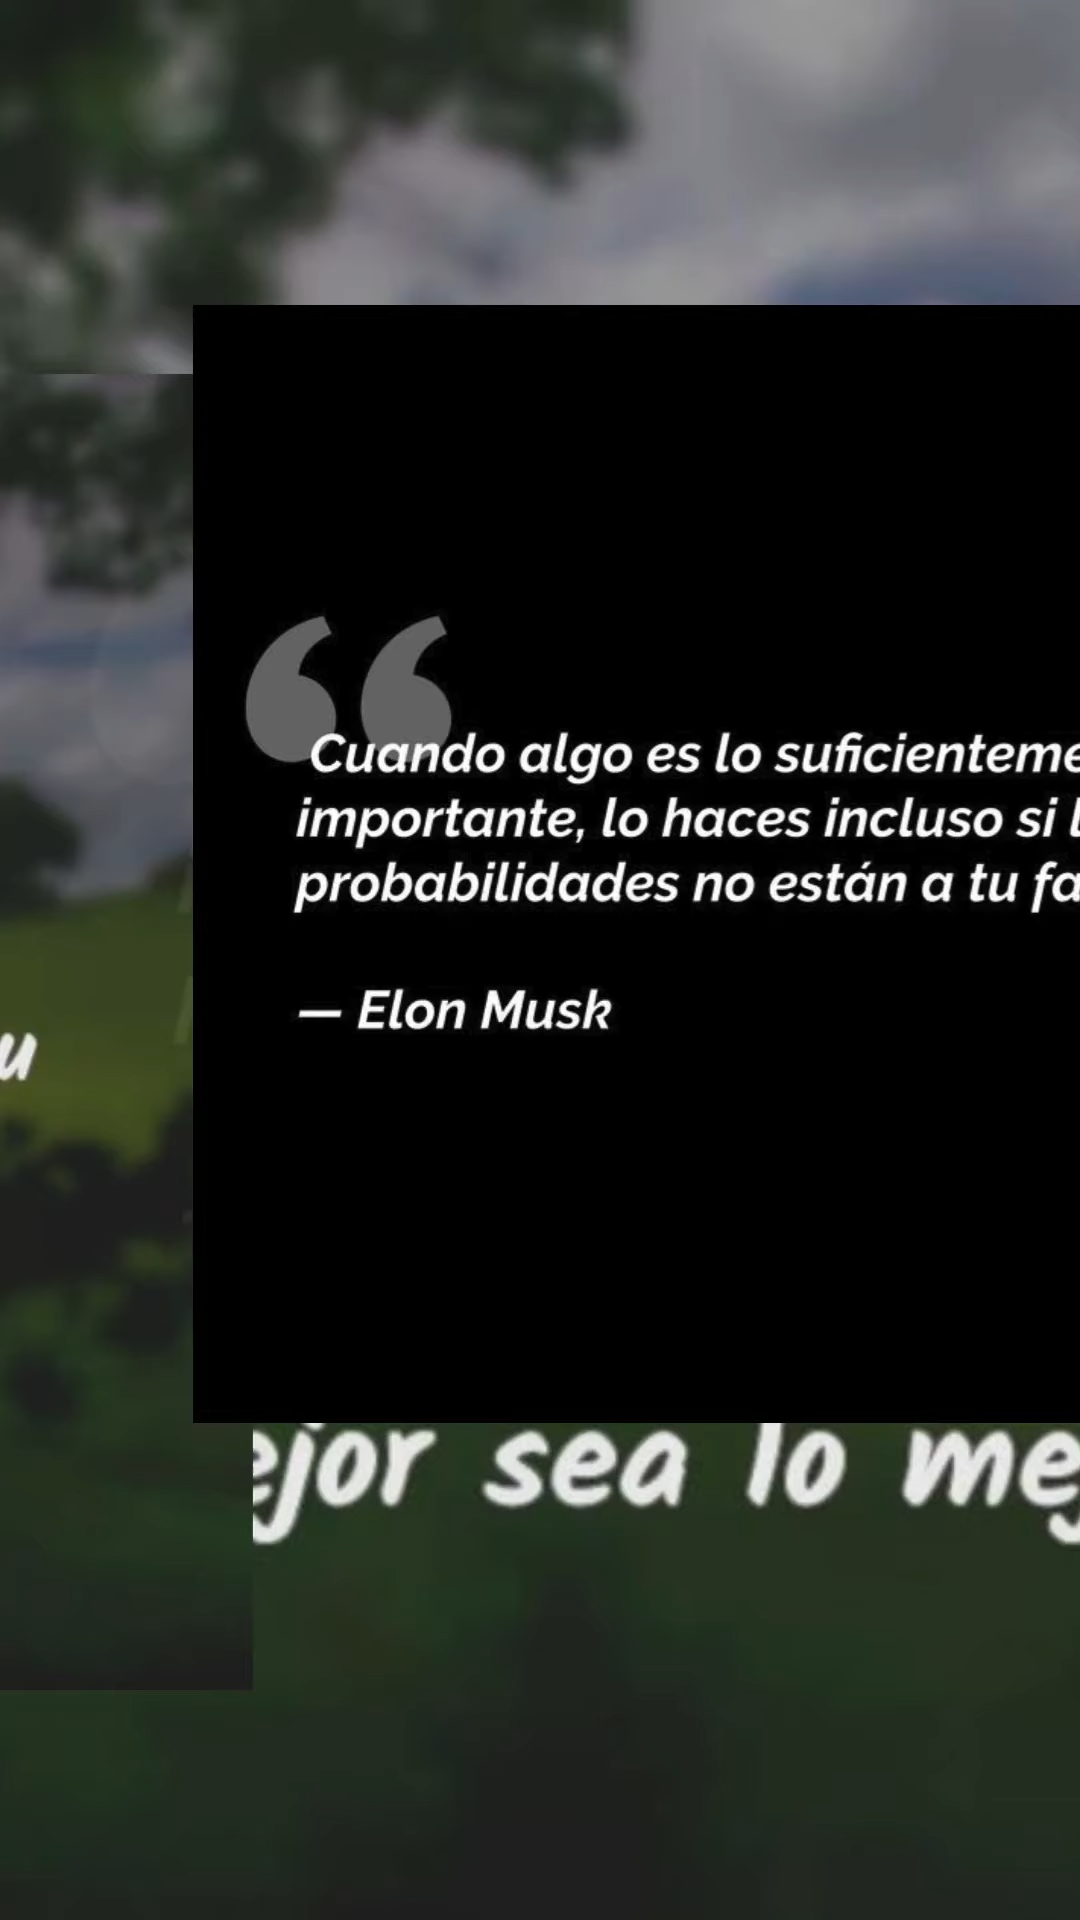 “
Cuando algo es lo suficienteme
importante, lo haces incluso si l
probabilidades no están a tu fa
— Elon Musk
u
ejor sea lo mej